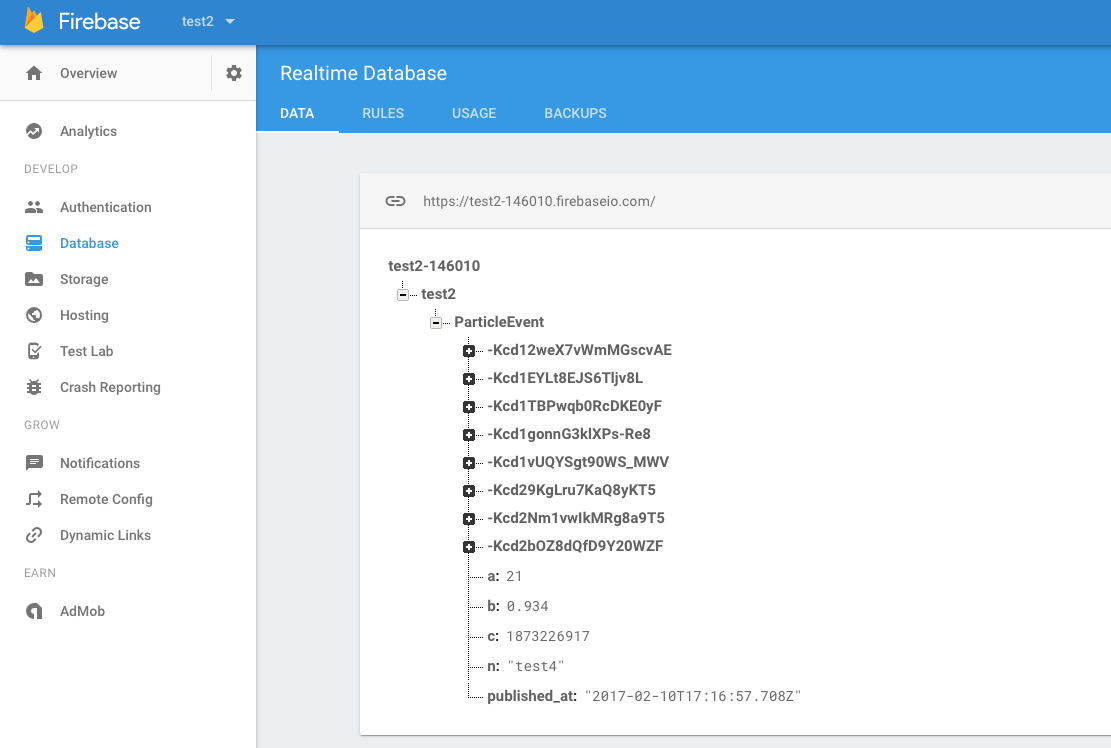 Firebase
test2
Overview
Analytics
DEVELOP
Authentication
Database
Storage
Hosting
Test Lab
Crash Reporting
GROW
Notifications
Remote Config
Dynamic Links
EARN
AdMob
Realtime Database
DATA RULES USAGE BACKUPS
https://test2-146010.firebaseio.com/
test2-146010
test2
ParticleEvent
-Kcd12weX7vWmMGscvAE
-Kcd1EYLt8EJS6Tljv8L
-Kcd1TBPwqb0RcDKE0yF
-Kcd1gonnG3klXPs-Re8
-Kcd1vUQYSgt90WS_MWV
-Kcd29KgLru7KaQ8yKT5
-Kcd2Nm1vwIkMRg8a9T5
-Kcd2bOZ8dQfD9Y20WZF
a: 21
b: 0.934
c: 1873226917
n: "test4"
published_at: "2017-02-10T17:16:57.708Z"